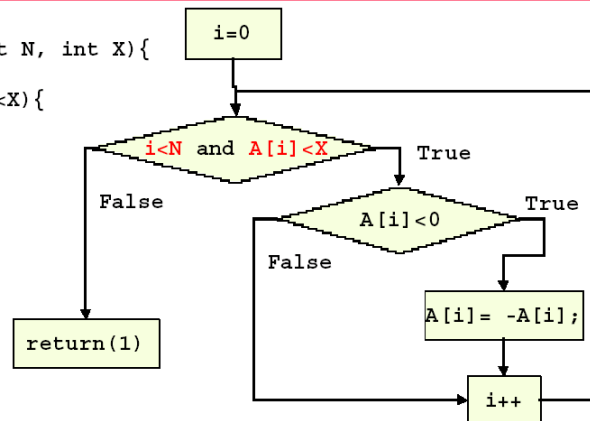 i=0
t N, int X){
<X){
i<N and A[i]<X
True
False
A[i]<0
True
False
A[i]= -A[i];
return(1)
i++